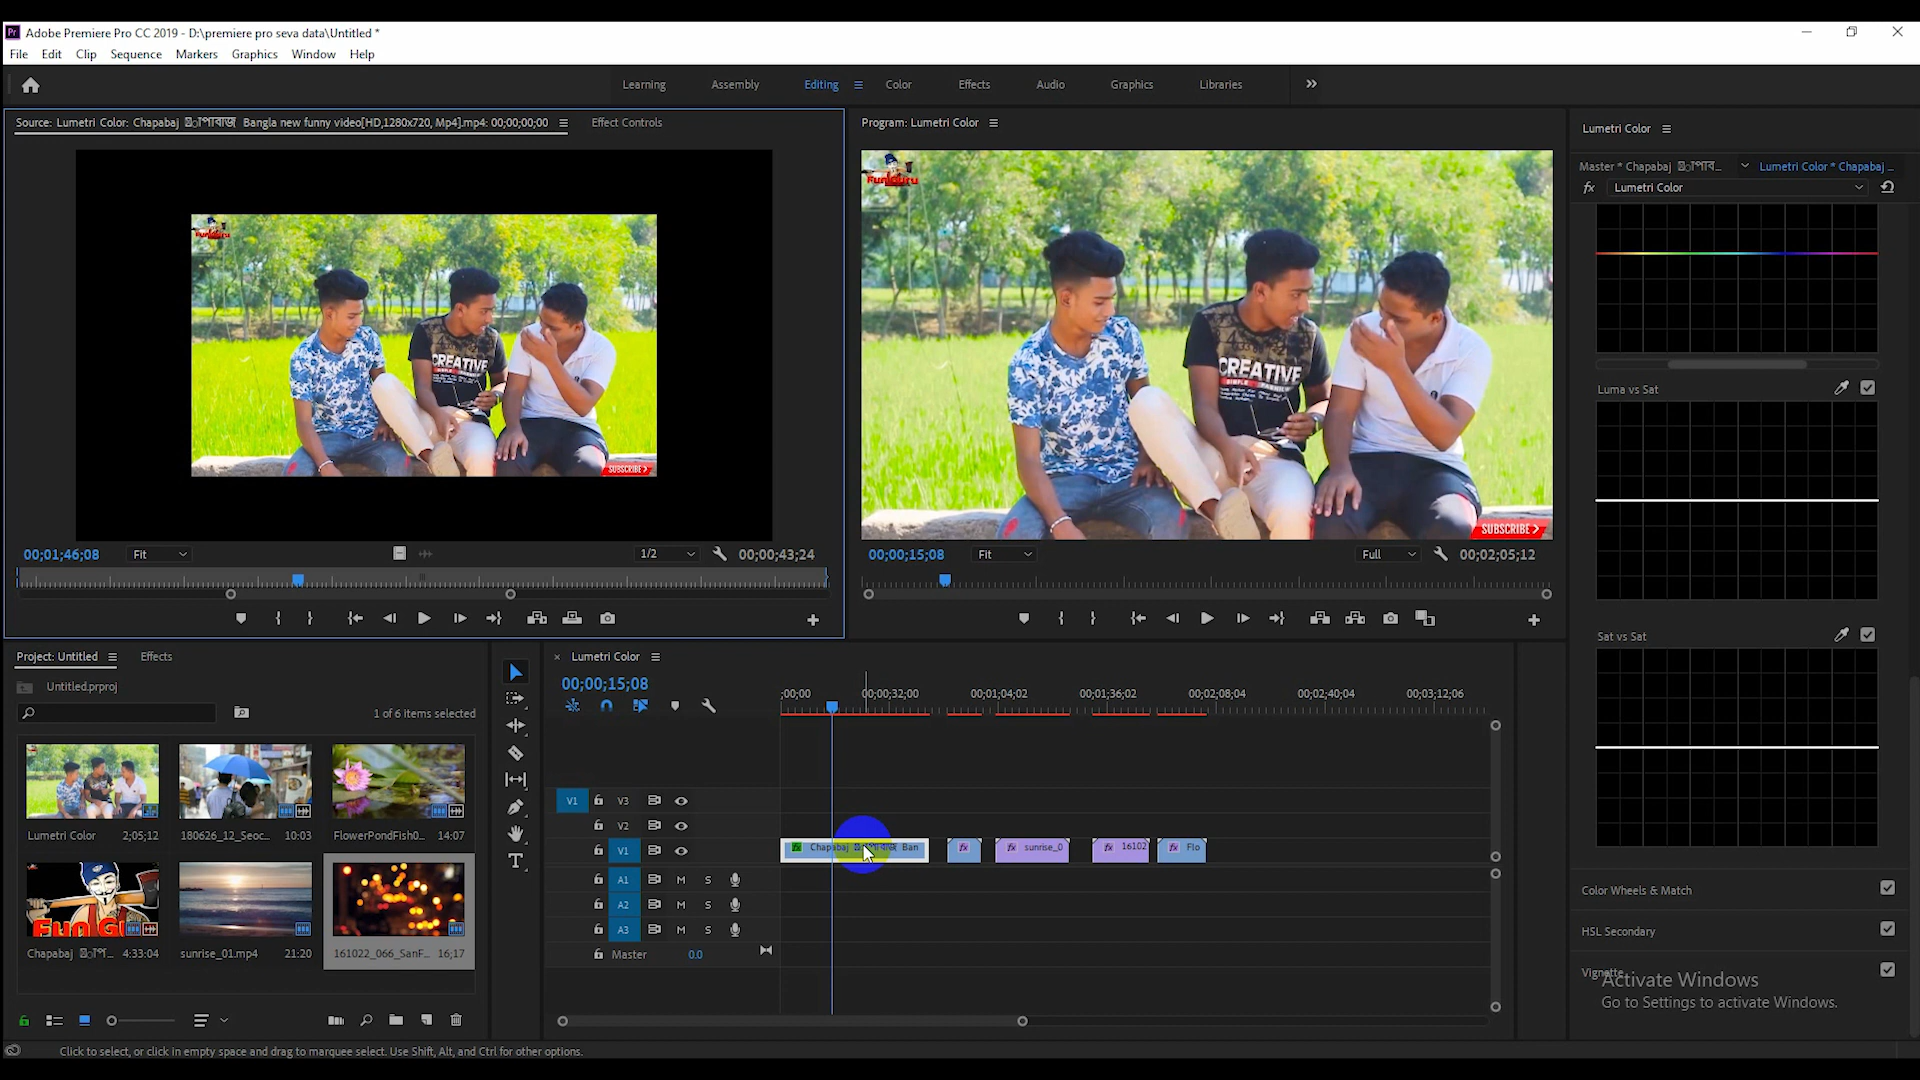 Adobe Premiere Pro CC 2019 - D:\premiere pro seva data\Untitled *
File Edit Clip Sequence Markers Graphics Window Help
Learning Assembly Editing Color Effects Audio Graphics Libraries
Source: Lumetri Color: Chapabaj Bangla new funny video[HD,1280x720, Mp4].mp4: 00;00;00;00
Effect Controls
FunGuru
CREATIVE
SUBSCRIBE
00;01;46;08 Fit 1/2 00;00;43;24
Program: Lumetri Color
FunGuru
CREATIVE
SUBSCRIBE
00;00;15;08 Fit Full 00;02;05;12
Lumetri Color
Master * Chapabaj Lumetri Color * Chapabaj ...
fx Lumetri Color
Luma vs Sat
Sat vs Sat
Color Wheels & Match
HSL Secondary
Vignette
Activate Windows
Go to Settings to activate Windows.
Project: Untitled Effects
Untitled.prproj
1 of 6 items selected
Lumetri Color 2;05;12
180626_12_Seoc... 10:03
FlowerPondFish0... 14:07
Fun G
Chapabaj 4:33:04
sunrise_01.mp4 21:20
161022_066_SanF... 16;17
Lumetri Color
00;00;15;08
;00;00 00;00;32;00 00;01;04;02 00;01;36;02 00;02;08;04 00;02;40;04 00;03;12;06
V1 V3
V2
V1
fx Chapabaj Ban fx fx sunrise_0 fx 16102 fx Flo
A1 M S
A2 M S
A3 M S
Master 0.0
Click to select, or click in empty space and drag to marquee select. Use Shift, Alt, and Ctrl for other options.